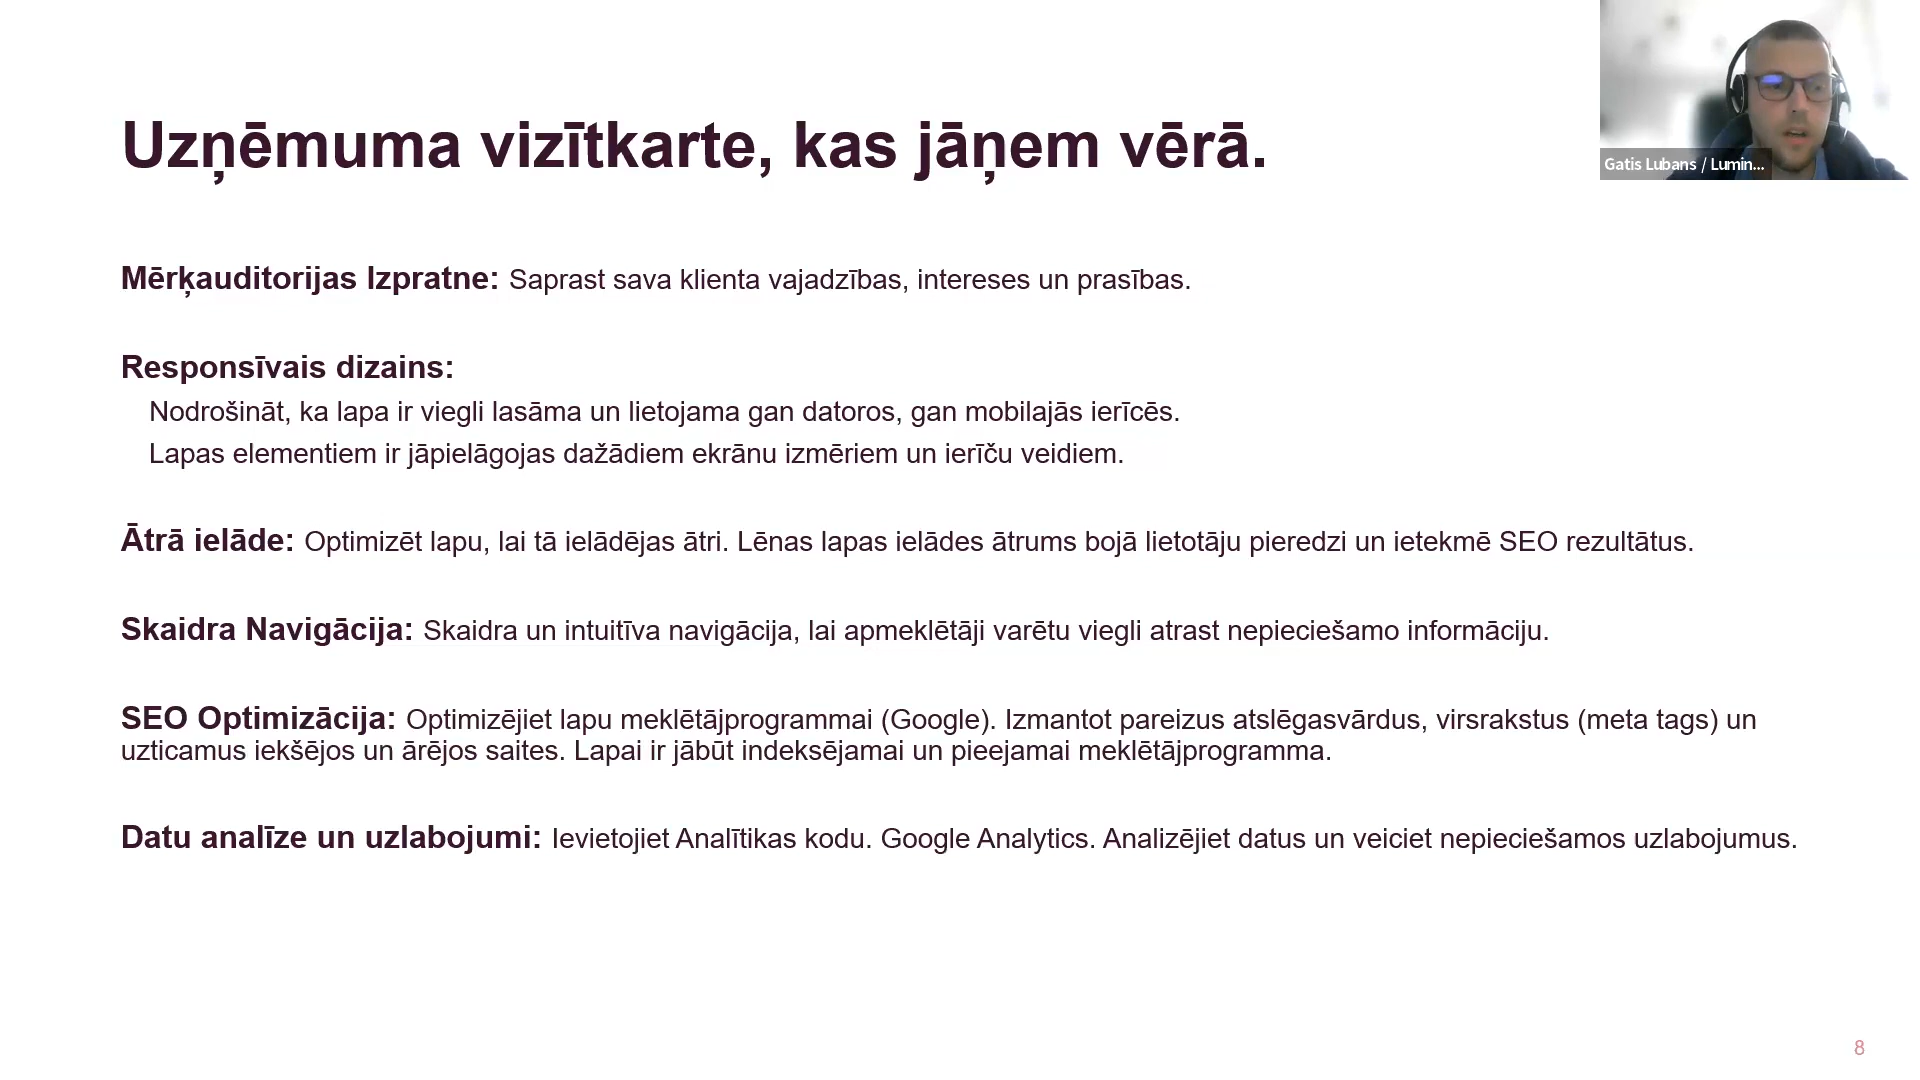 Uzņēmuma vizītkarte, kas jāņem vērā.
Gatis Lubans / Lumin...
Mērķauditorijas Izpratne: Saprast sava klienta vajadzības, intereses un prasības.
Responsīvais dizains:
Nodrošināt, ka lapa ir viegli lasāma un lietojama gan datoros, gan mobilajās ierīcēs.
Lapas elementiem ir jāpielāgojas dažādiem ekrānu izmēriem un ierīču veidiem.
Ātrā ielāde: Optimizēt lapu, lai tā ielādējas ātri. Lēnas lapas ielādes ātrums bojā lietotāju pieredzi un ietekmē SEO rezultātus.
Skaidra Navigācija: Skaidra un intuitīva navigācija, lai apmeklētāji varētu viegli atrast nepieciešamo informāciju.
SEO Optimizācija: Optimizējiet lapu meklētājprogrammai (Google). Izmantot pareizus atslēgasvārdus, virsrakstus (meta tags) un
uzticamus iekšējos un ārējos saites. Lapai ir jābūt indeksējamai un pieejamai meklētājprogramma.
Datu analīze un uzlabojumi: Ievietojiet Analītikas kodu. Google Analytics. Analizējiet datus un veiciet nepieciešamos uzlabojumus.
8